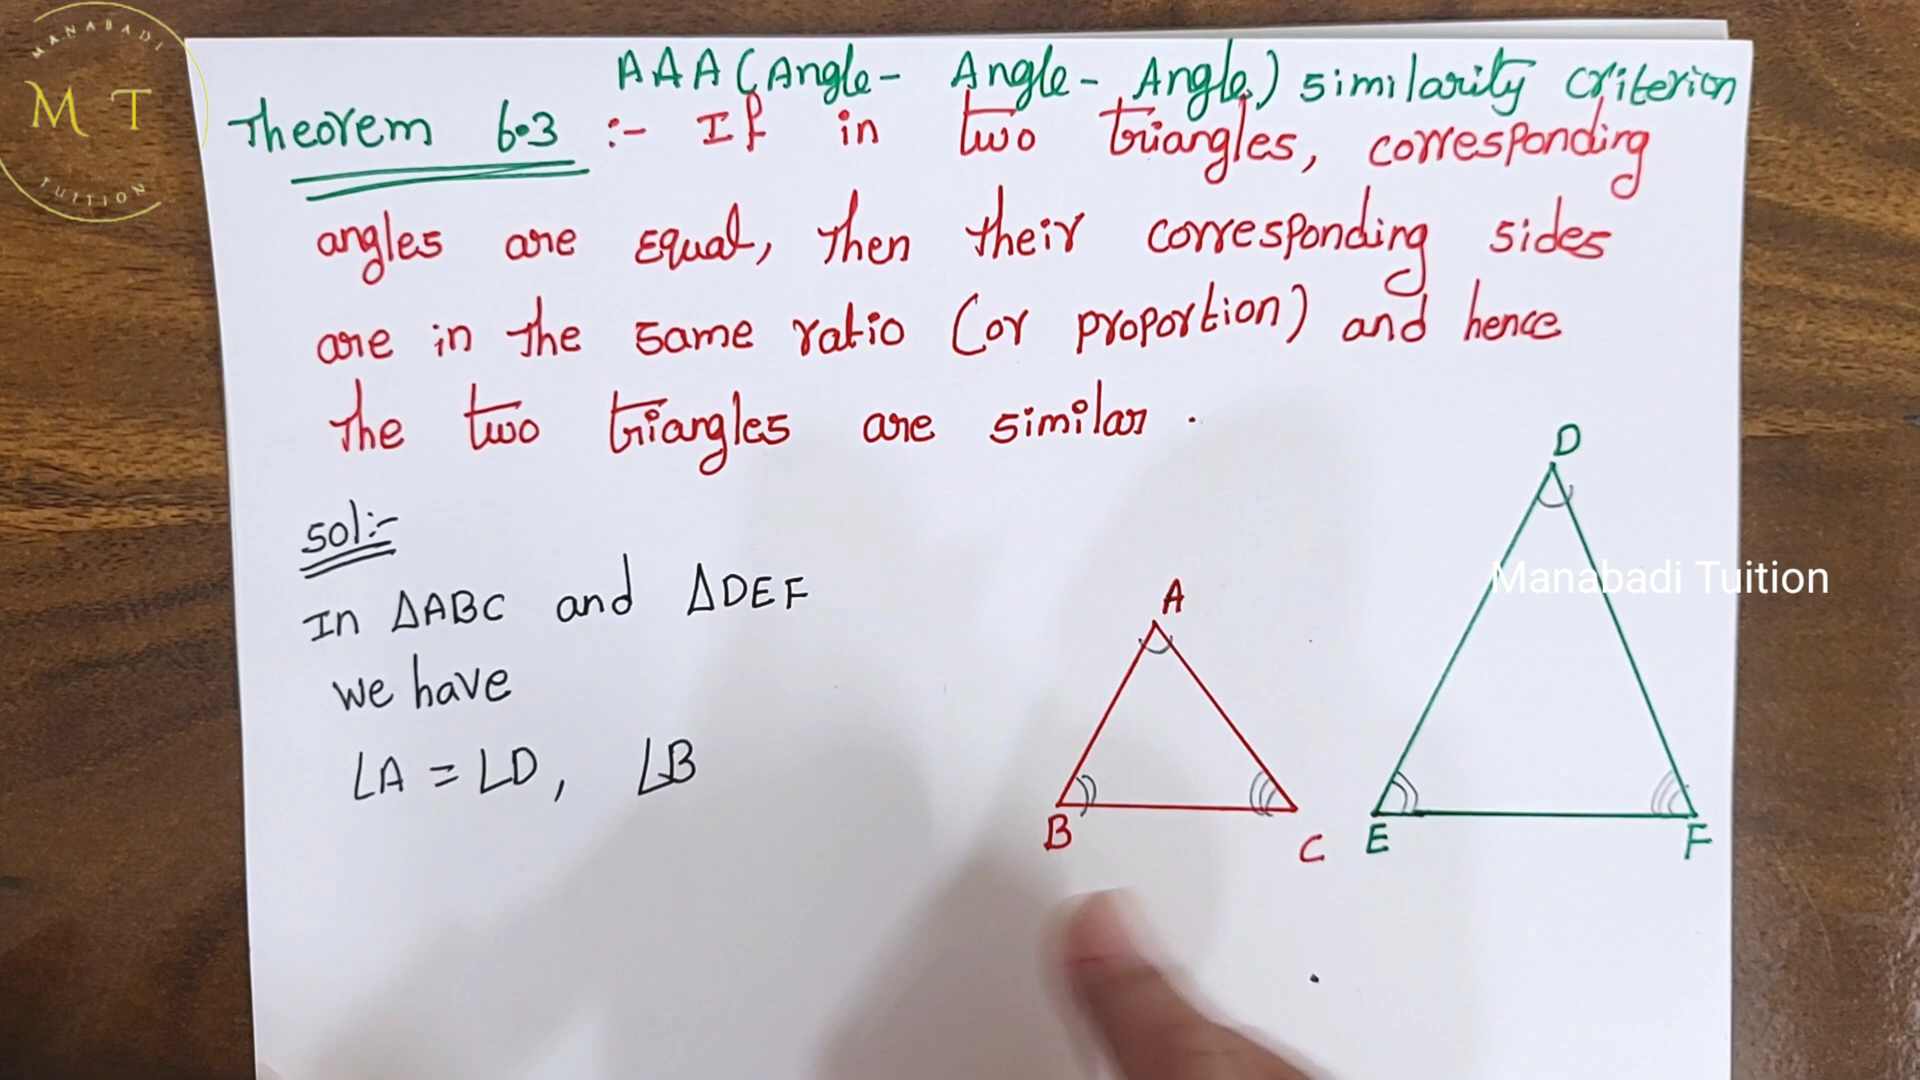 MANABADI
M T
TUITION
AAA (Angle- Angle- Angle) similarity criterion
Theorem 6.3 :- If in two triangles, corresponding
angles are equal, then their corresponding sides
are in the same ratio (or proportion) and hence
the two triangles are similar.
D
sol:-
Manabadi Tuition
In ΔABC and ΔDEF
A
we have
∠A = ∠D, ∠B
B
C
E
F